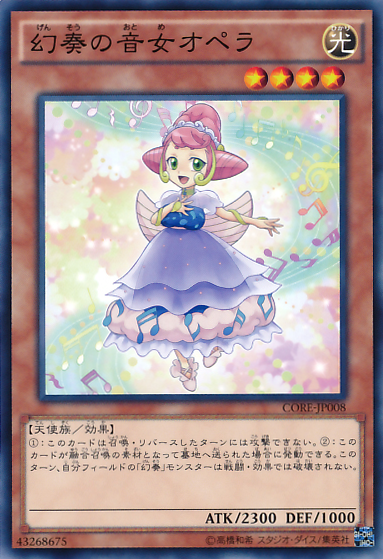 幻奏の音女オペラ
光
CORE-JP008
【天使族/効果】
①:このカードは召喚・リバースしたターンには攻撃できない。②:この
カードが融合召喚の素材となって墓地へ送られた場合に発動できる。この
ターン、自分フィールドの「幻奏」モンスターは戦闘・効果では破壊されない。
ATK/2300 DEF/1000
43268675
©高橋和希 スタジオ・ダイス/集英社